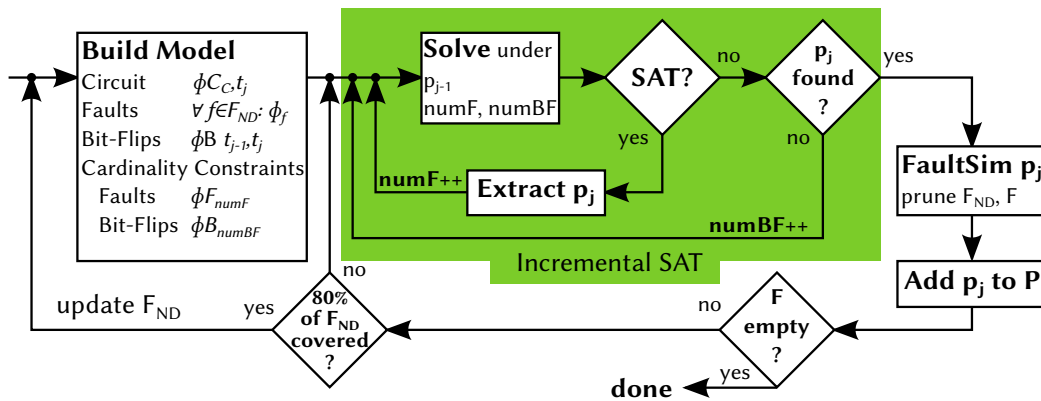 Build Model
Circuit ϕC_C,t_j
Faults ∀ f∈F_ND: ϕ_f
Bit-Flips ϕB t_j-1,t_j
Cardinality Constraints
Faults ϕF_numF
Bit-Flips ϕB_numBF
Solve under
p_j-1
numF, numBF
SAT?
no
yes
p_j
found
?
yes
no
numF++
Extract p_j
numBF++
Incremental SAT
FaultSim p_j
prune F_ND, F
Add p_j to P
F
empty
?
no
yes
done
80%
of F_ND
covered
?
no
yes
update F_ND